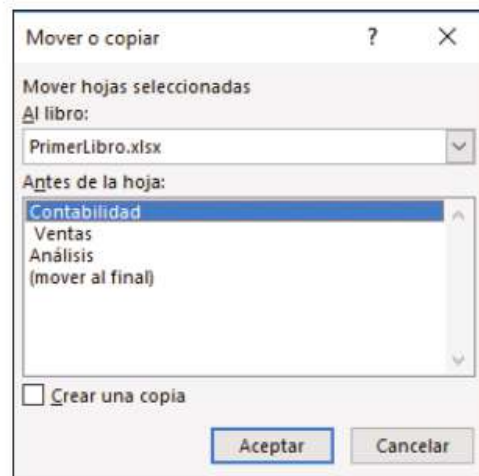 Mover o copiar ? X
Mover hojas seleccionadas
Al libro:
PrimerLibro.xlsx
Antes de la hoja:
Contabilidad
Ventas
Análisis
(mover al final)
Crear una copia
Aceptar Cancelar